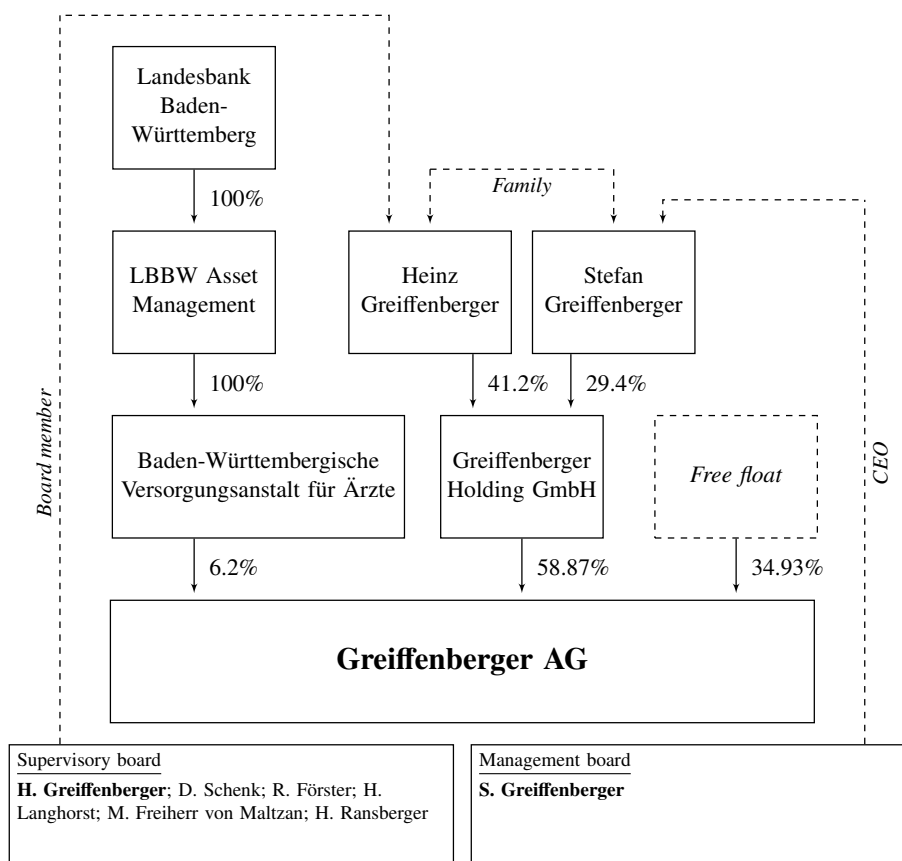 Landesbank
Baden-
Württemberg
100%
Family
LBBW Asset
Management
Heinz
Greiffenberger
Stefan
Greiffenberger
100%
41.2%
29.4%
Board member
Baden-Württembergische
Versorgungsanstalt für Ärzte
Greiffenberger
Holding GmbH
Free float
CEO
6.2%
58.87%
34.93%
Greiffenberger AG
Supervisory board
H. Greiffenberger; D. Schenk; R. Förster; H.
Langhorst; M. Freiherr von Maltzan; H. Ransberger
Management board
S. Greiffenberger